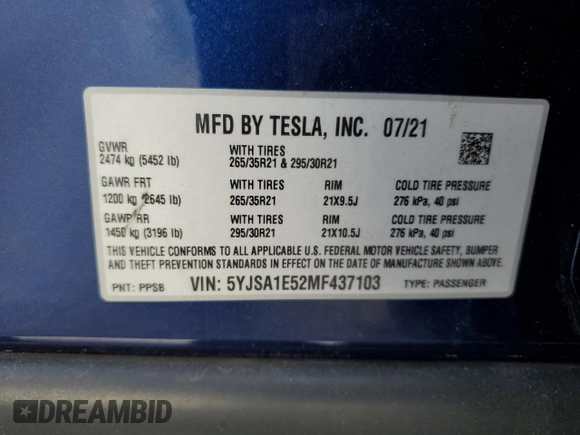 MFD BY TESLA, INC. 07/21
GVWR
2474 kg (5452 lb)
WITH TIRES
265/35R21 & 295/30R21
GAWR FRT
1200 kg (2645 lb)
WITH TIRES
265/35R21
RIM
21X9.5J
COLD TIRE PRESSURE
276 kPa, 40 psi
GAWR RR
1450 kg (3196 lb)
WITH TIRES
295/30R21
RIM
21X10.5J
COLD TIRE PRESSURE
276 kPa, 40 psi
THIS VEHICLE CONFORMS TO ALL APPLICABLE U.S. FEDERAL MOTOR VEHICLE SAFETY, BUMPER
AND THEFT PREVENTION STANDARDS IN EFFECT ON THE DATE OF MANUFACTURE SHOWN ABOVE.
PNT: PPSB VIN: 5YJSA1E52MF437103 TYPE: PASSENGER
DREAMBID